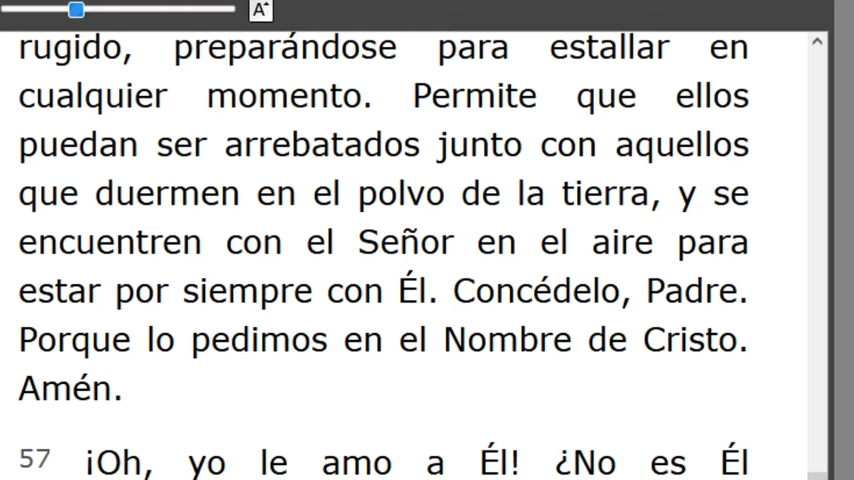 A
rugido, preparándose para estallar en
cualquier momento. Permite que ellos
puedan ser arrebatados junto con aquellos
que duermen en el polvo de la tierra, y se
encuentren con el Señor en el aire para
estar por siempre con Él. Concédelo, Padre.
Porque lo pedimos en el Nombre de Cristo.
Amén.
57 ¡Oh, yo le amo a Él! ¿No es Él